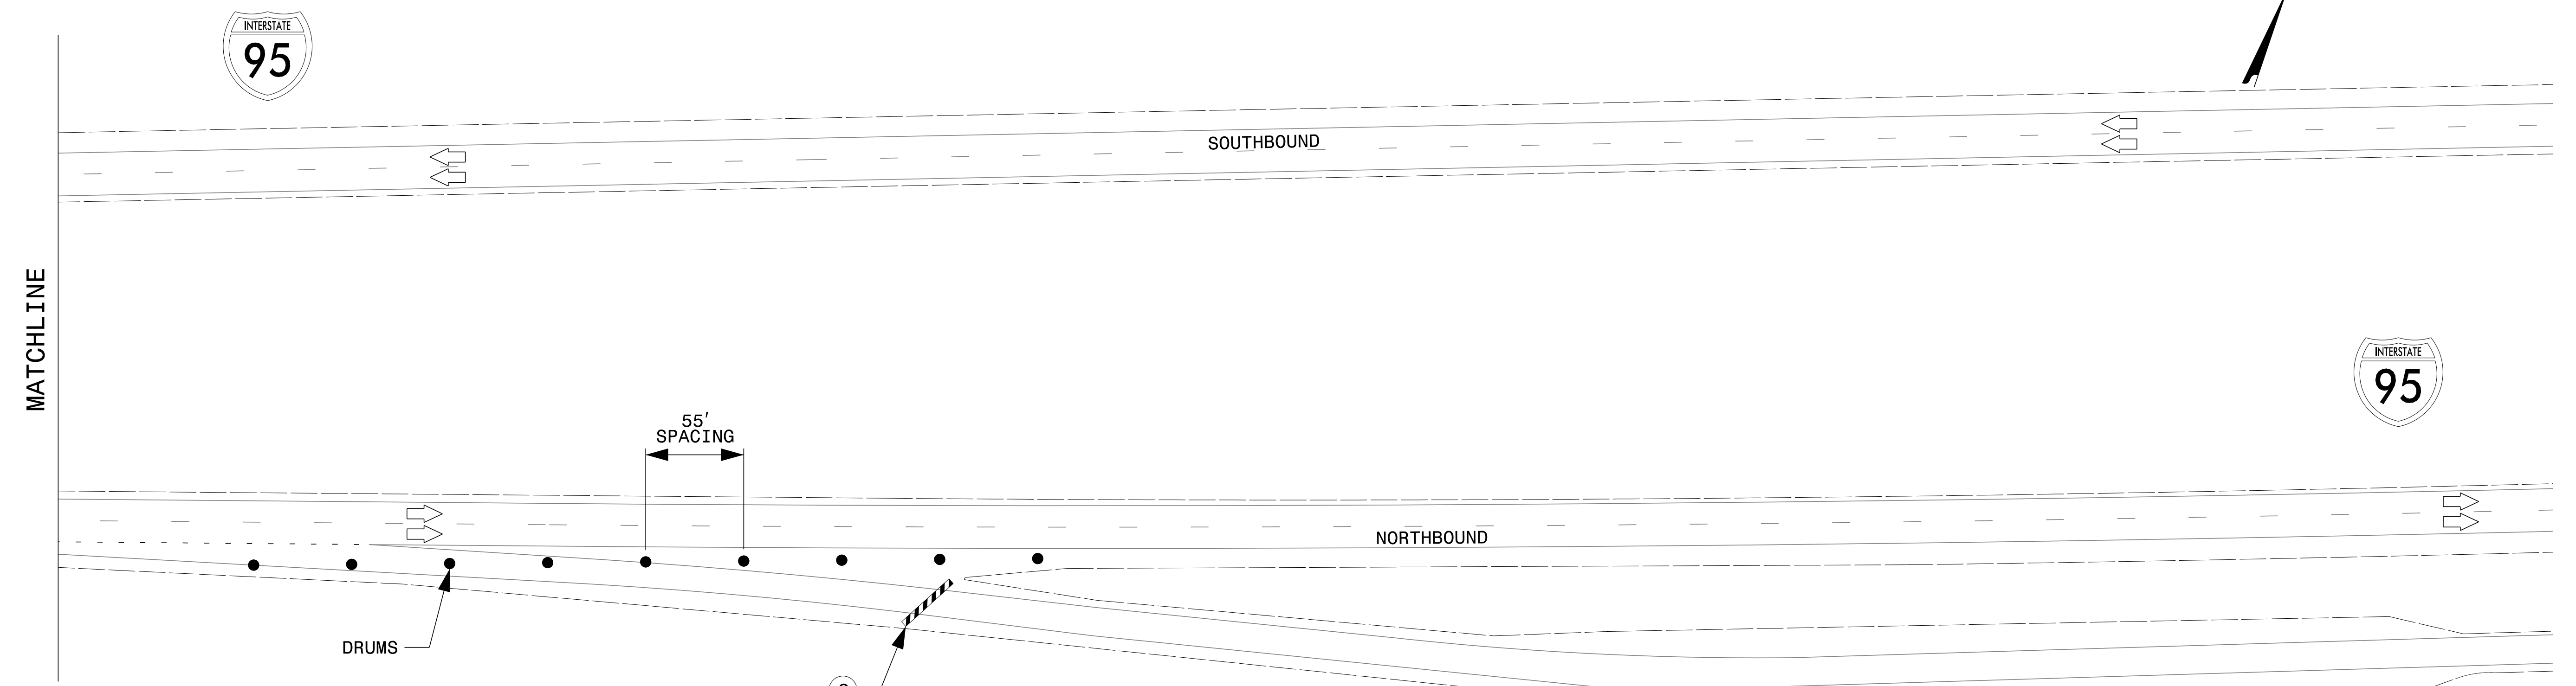 INTERSTATE
95
SOUTHBOUND
MATCHLINE
INTERSTATE
95
55'
SPACING
NORTHBOUND
DRUMS